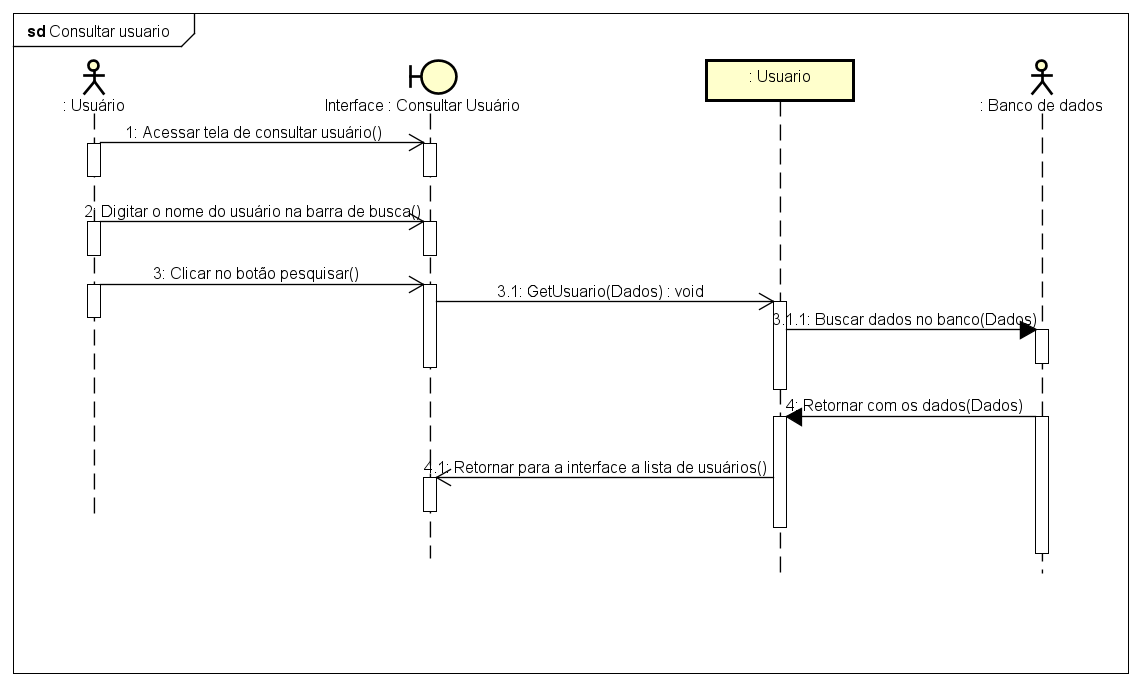 sd Consultar usuario
: Usuário
Interface : Consultar Usuário
: Usuario
: Banco de dados
1: Acessar tela de consultar usuário()
2: Digitar o nome do usuário na barra de busca()
3: Clicar no botão pesquisar()
3.1: GetUsuario(Dados) : void
3.1.1: Buscar dados no banco(Dados)
4: Retornar com os dados(Dados)
4.1: Retornar para a interface a lista de usuários()